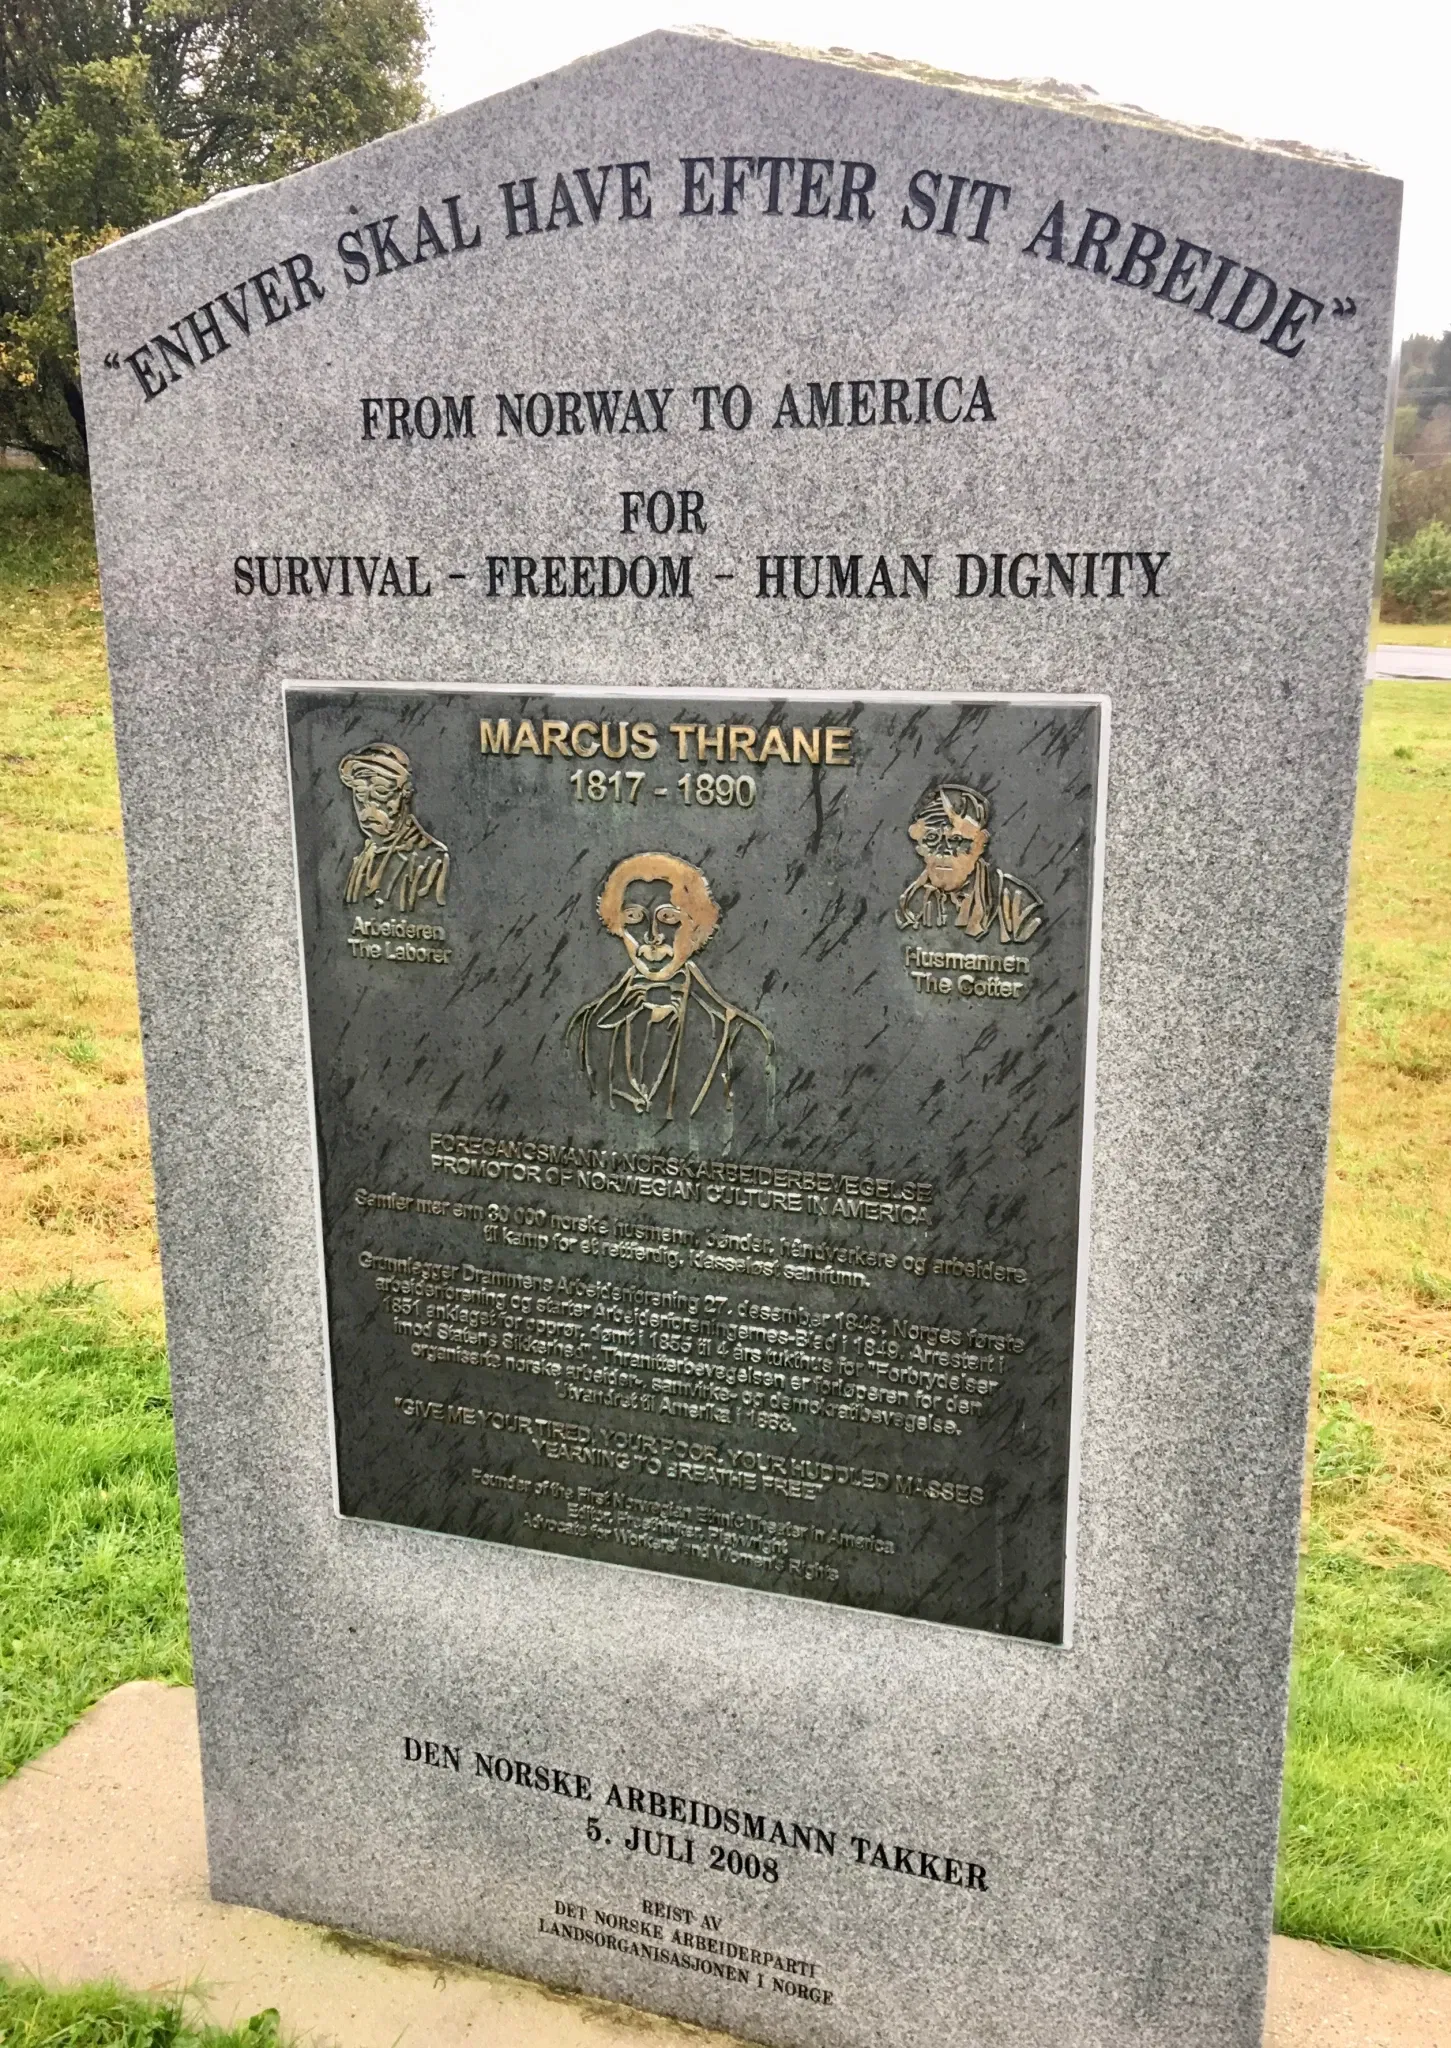 “ENHVER SKAL HAVE EFTER SIT ARBEIDE”
FROM NORWAY TO AMERICA
FOR
SURVIVAL - FREEDOM - HUMAN DIGNITY
MARCUS THRANE
1817 - 1890
Arbeideren
The Laborer
Husmannen
The Cotter
FOREGANGSMANN I NORSK ARBEIDERBEVEGELSE
PROMOTOR OF NORWEGIAN CULTURE IN AMERICA
Samler mer enn 30 000 norske husmenn, bønder, håndverkere og arbeidere
til kamp for et rettferdig, klasseløst samfunn.
Grunnlegger Drammens Arbeiderforening 27. desember 1848, Norges første
arbeiderforening og starter Arbeiderforeningernes-Blad i 1849. Arrestert i
1851 anklaget for opprør, dømt i 1855 til 4 års tukthus for "Forbrydelser
imod Statens Sikkerhed". Thranitterbevegelsen er forløperen for den
organiserte norske arbeider-, samvirke- og demokratibevegelse.
Utvandret til Amerika i 1863.
"GIVE ME YOUR TIRED, YOUR POOR, YOUR HUDDLED MASSES
YEARNING TO BREATHE FREE"
Founder of the First Norwegian Ethnic Theater in America
Editor, Freethinker, Playwright
Advocate for Workers' and Women's Rights
DEN NORSKE ARBEIDSMANN TAKKER
5. JULI 2008
REIST AV
DET NORSKE ARBEIDERPARTI
LANDSORGANISASJONEN I NORGE